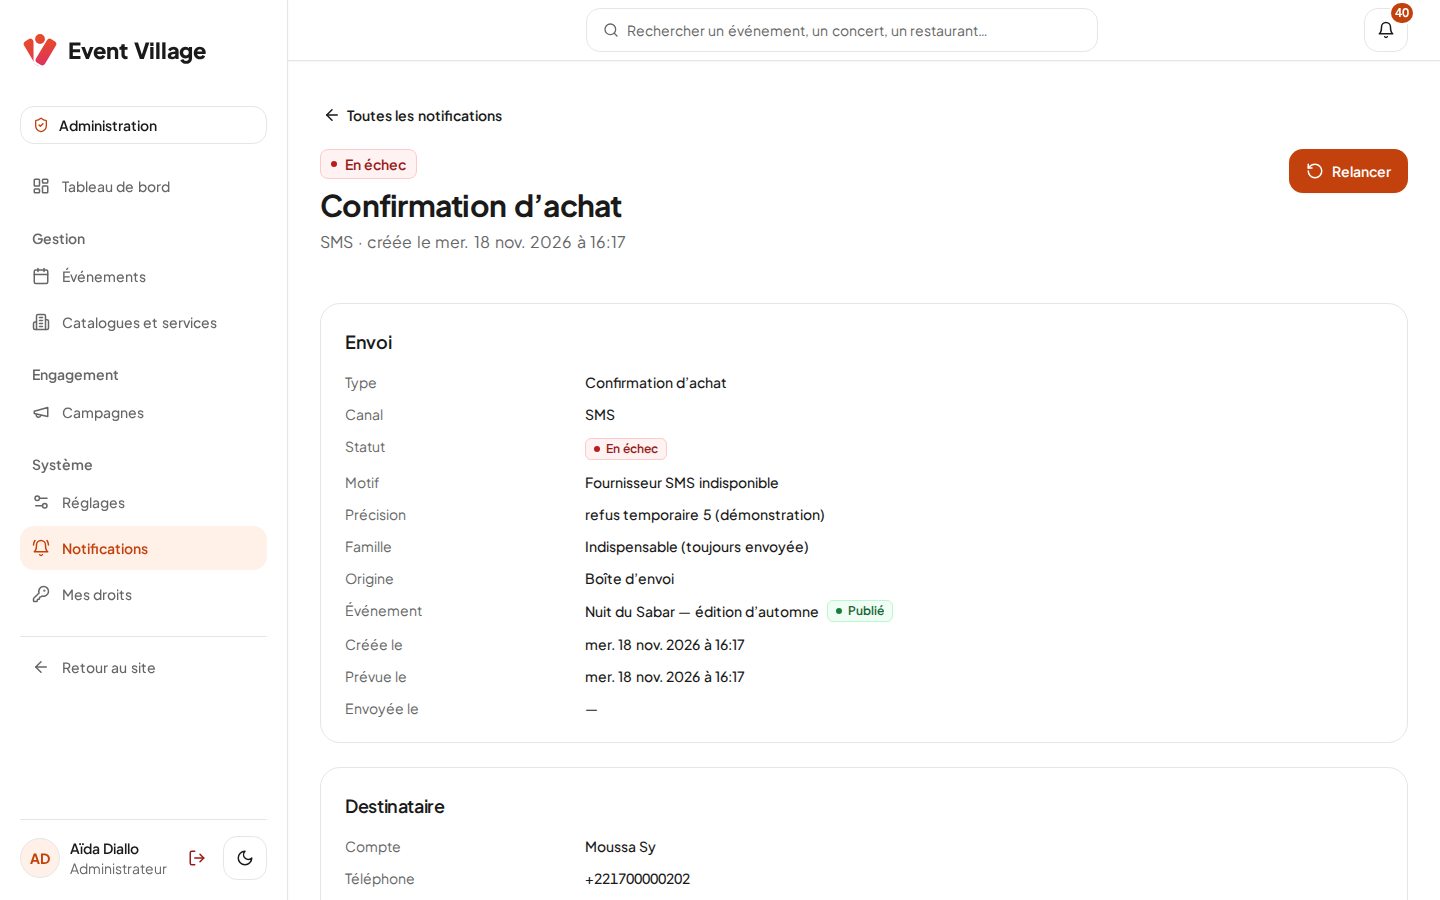 Event Village
Rechercher un événement, un concert, un restaurant...
40
Administration
Tableau de bord
Gestion
Événements
Catalogues et services
Engagement
Campagnes
Système
Réglages
Notifications
Mes droits
Retour au site
AD
Aïda Diallo
Administrateur
Toutes les notifications
En échec
Relancer
Confirmation d’achat
SMS · créée le mer. 18 nov. 2026 à 16:17
Envoi
Type Confirmation d’achat
Canal SMS
Statut En échec
Motif Fournisseur SMS indisponible
Précision refus temporaire 5 (démonstration)
Famille Indispensable (toujours envoyée)
Origine Boîte d’envoi
Événement Nuit du Sabar — édition d’automne Publié
Créée le mer. 18 nov. 2026 à 16:17
Prévue le mer. 18 nov. 2026 à 16:17
Envoyée le —
Destinataire
Compte Moussa Sy
Téléphone +221700000202